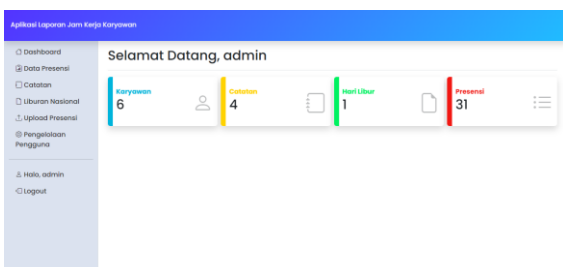 Aplikasi Laporan Jam Kerja Karyawan
Dashboard
Data Presensi
Catatan
Liburan Nasional
Upload Presensi
Pengelolaan
Pengguna
Halo, admin
Logout
Selamat Datang, admin
Karyawan
6
Catatan
4
Hari Libur
1
Presensi
31